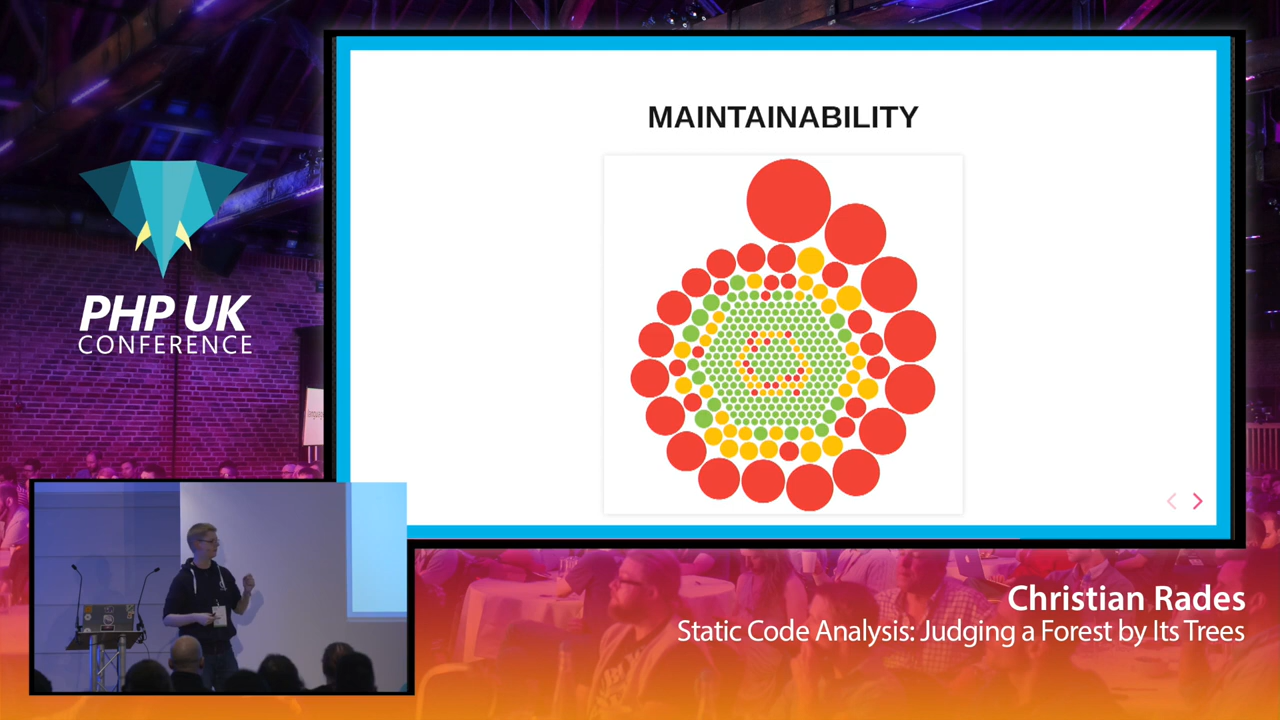 MAINTAINABILITY
PHP UK
CONFERENCE
Christian Rades
Static Code Analysis: Judging a Forest by Its Trees